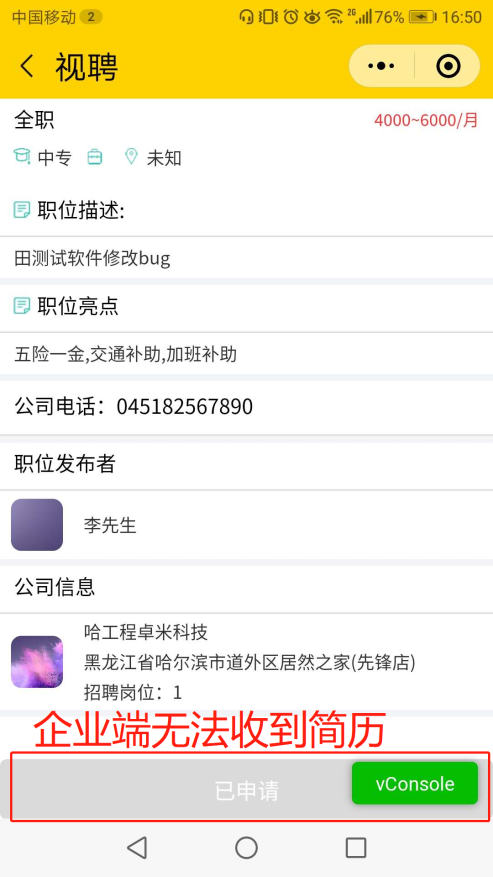 中国移动 2 2G 76% 16:50
视聘
全职 4000~6000/月
中专 未知
职位描述:
田测试软件修改bug
职位亮点
五险一金,交通补助,加班补助
公司电话：045182567890
职位发布者
李先生
公司信息
哈工程卓米科技
黑龙江省哈尔滨市道外区居然之家(先锋店)
招聘岗位：1
企业端无法收到简历
已申请 vConsole